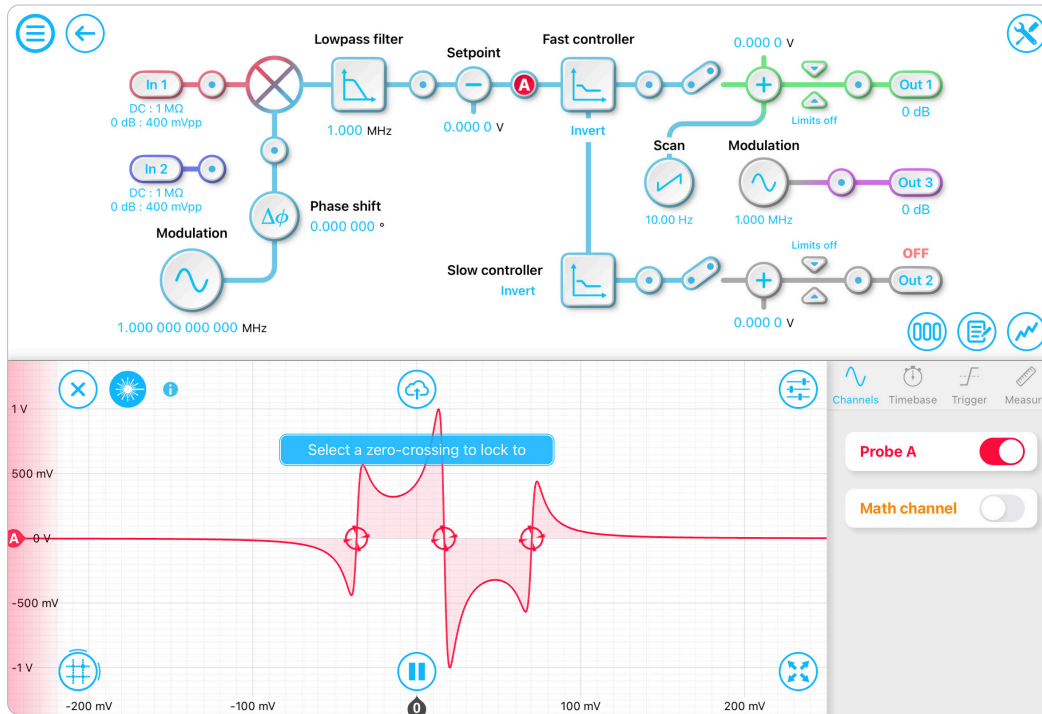 Lowpass filter
Setpoint
Fast controller
0.000 0 V
In 1
A
Out 1
DC : 1 MΩ
0 dB : 400 mVpp
1.000 MHz
0.000 0 V
Invert
Limits off
0 dB
In 2
DC : 1 MΩ
0 dB : 400 mVpp
Δϕ
Phase shift
0.000 000 °
Scan
10.00 Hz
Modulation
1.000 MHz
Out 3
0 dB
Modulation
1.000 000 000 000 MHz
Slow controller
Invert
Limits off
OFF
Out 2
0.000 0 V
Channels
Timebase
Trigger
Measur
i
1 V
Select a zero-crossing to lock to
500 mV
A
0 V
-500 mV
-1 V
-200 mV
-100 mV
0
100 mV
200 mV
Probe A
Math channel